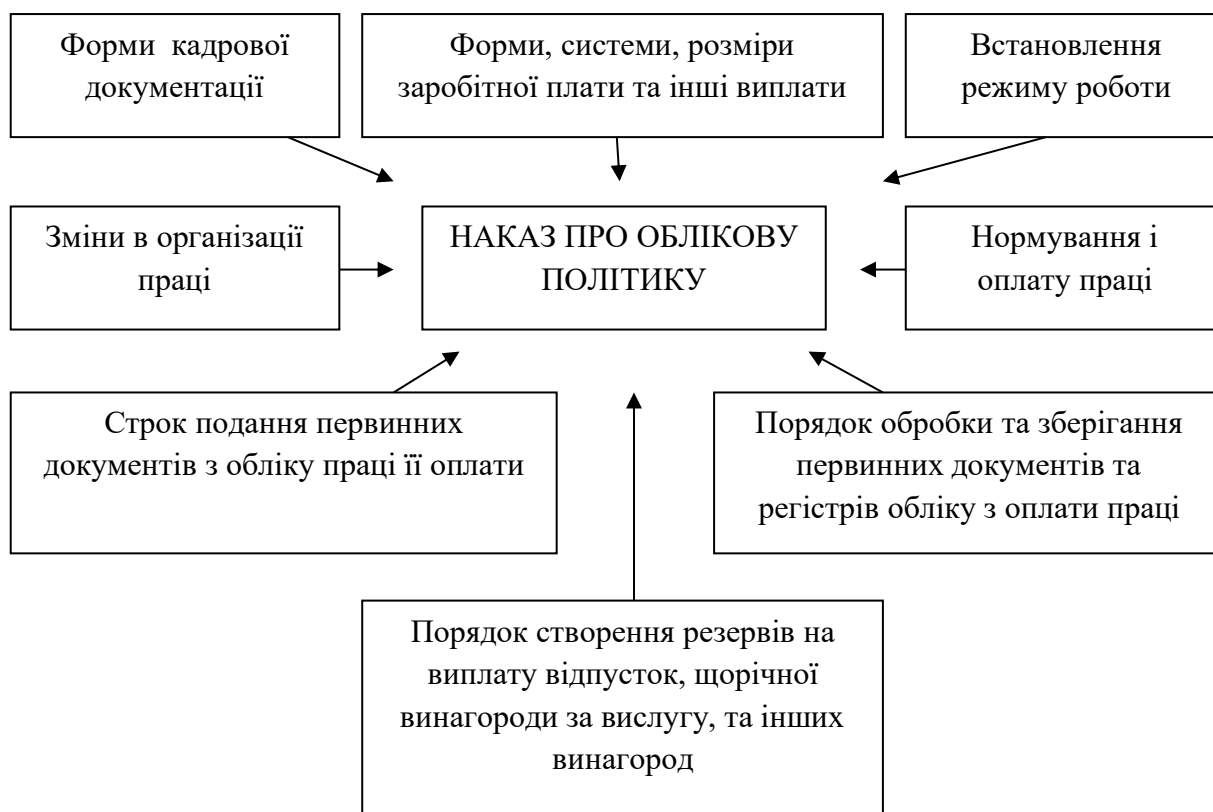 Форми кадрової
документації
Форми, системи, розміри
заробітної плати та інші виплати
Встановлення
режиму роботи
Зміни в організації
праці
НАКАЗ ПРО ОБЛІКОВУ
ПОЛІТИКУ
Нормування і
оплату праці
Строк подання первинних
документів з обліку праці її оплати
Порядок обробки та зберігання
первинних документів та
регістрів обліку з оплати праці
Порядок створення резервів на
виплату відпусток, щорічної
винагороди за вислугу, та інших
винагород